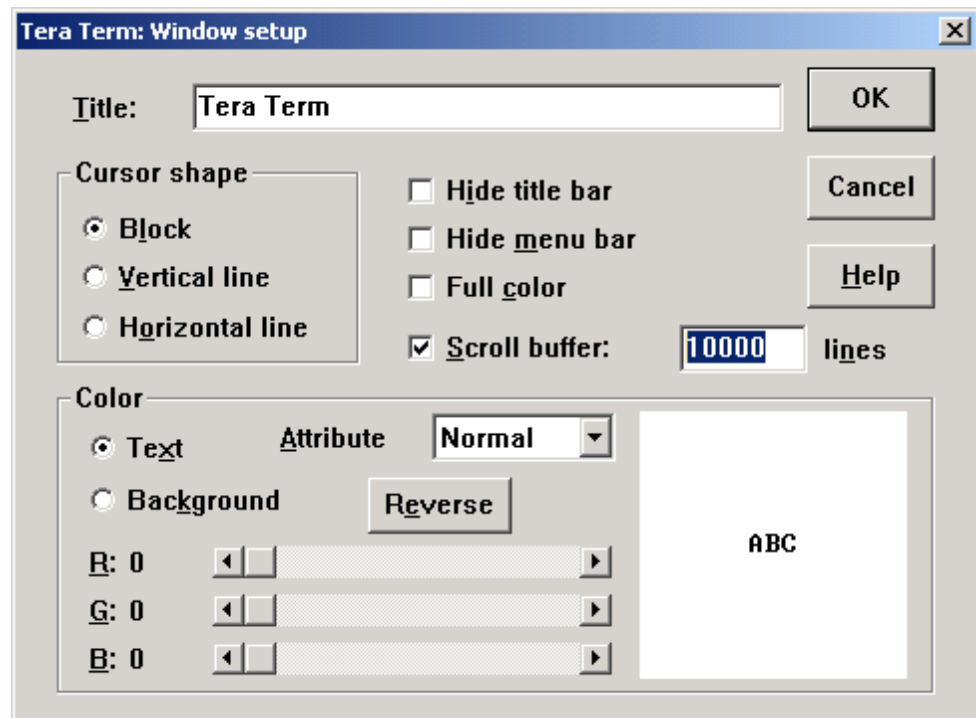 Tera Term: Window setup
Title: Tera Term OK
Cursor shape
Block
Vertical line
Horizontal line
Hide title bar
Hide menu bar
Full color
Scroll buffer: 10000 lines
Cancel
Help
Color
Text
Attribute Normal
Background
Reverse
R: 0
G: 0
B: 0
ABC